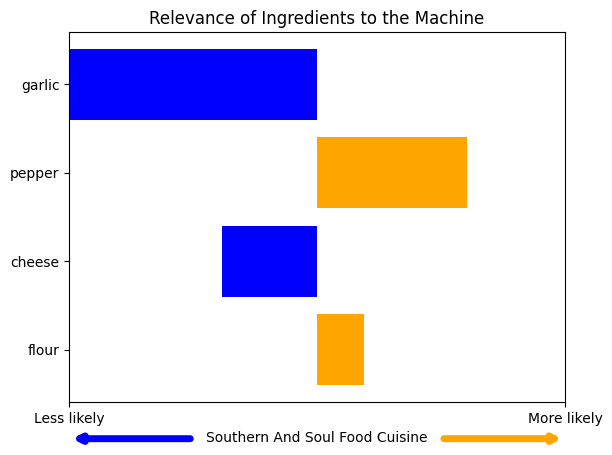 Relevance of Ingredients to the Machine
garlic
pepper
cheese
flour
Less likely More likely
Southern And Soul Food Cuisine